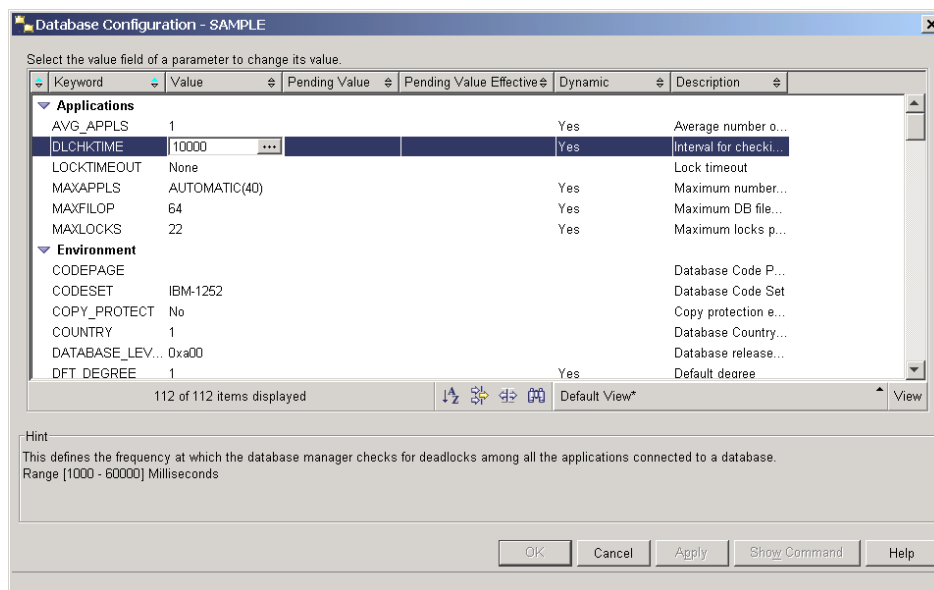 Database Configuration - SAMPLE
Select the value field of a parameter to change its value.
Keyword Value Pending Value Pending Value Effective Dynamic Description
Applications
AVG_APPLS 1 Yes Average number o...
DLCHKTIME 10000 ... Yes Interval for checki...
LOCKTIMEOUT None Lock timeout
MAXAPPLS AUTOMATIC(40) Yes Maximum number...
MAXFILOP 64 Yes Maximum DB file...
MAXLOCKS 22 Yes Maximum locks p...
Environment
CODEPAGE Database Code P...
CODESET IBM-1252 Database Code Set
COPY_PROTECT No Copy protection e...
COUNTRY 1 Database Country...
DATABASE_LEV... 0xa00 Database release...
DFT_DEGREE 1 Yes Default degree
112 of 112 items displayed Default View* View
Hint
This defines the frequency at which the database manager checks for deadlocks among all the applications connected to a database.
Range [1000 - 60000] Milliseconds
OK Cancel Apply Show Command Help